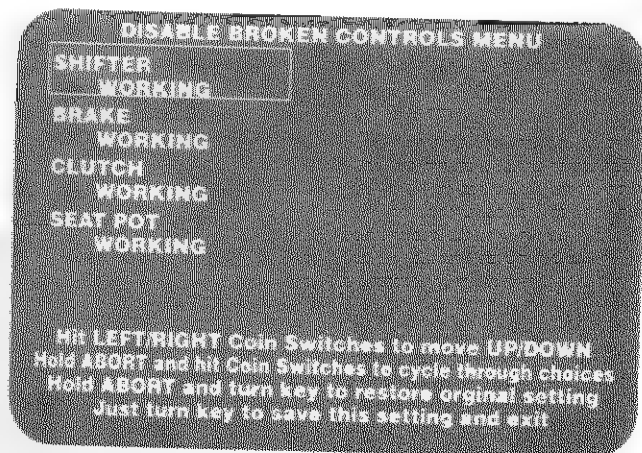 DISABLE BROKEN CONTROLS MENU
SHIFTER
WORKING
BRAKE
WORKING
CLUTCH
WORKING
SEAT POT
WORKING
Hit LEFT/RIGHT Coin Switches to move UP/DOWN
Hold ABORT and hit Coin Switches to cycle through choices
Hold ABORT and turn key to restore orginal setting
Just turn key to save this setting and exit